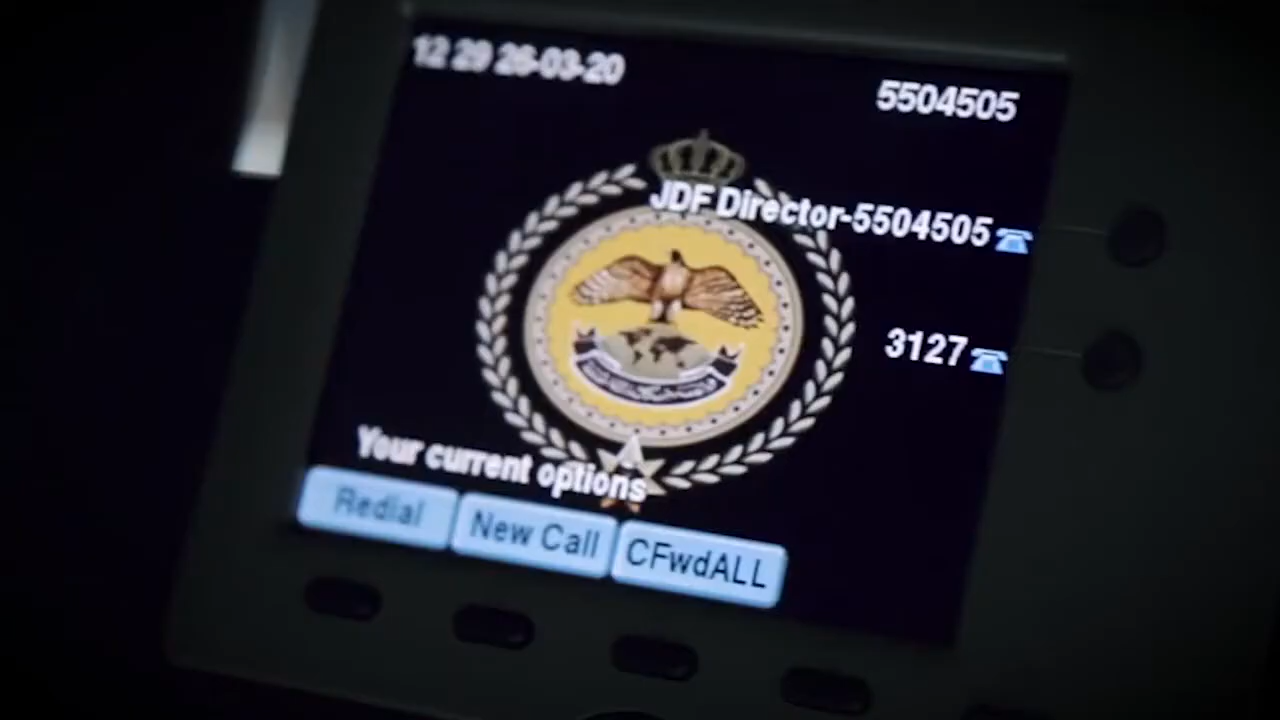 12 29 26-03-20
5504505
JDF Director-5504505
3127
Your current options
Redial
New Call
CFwdALL